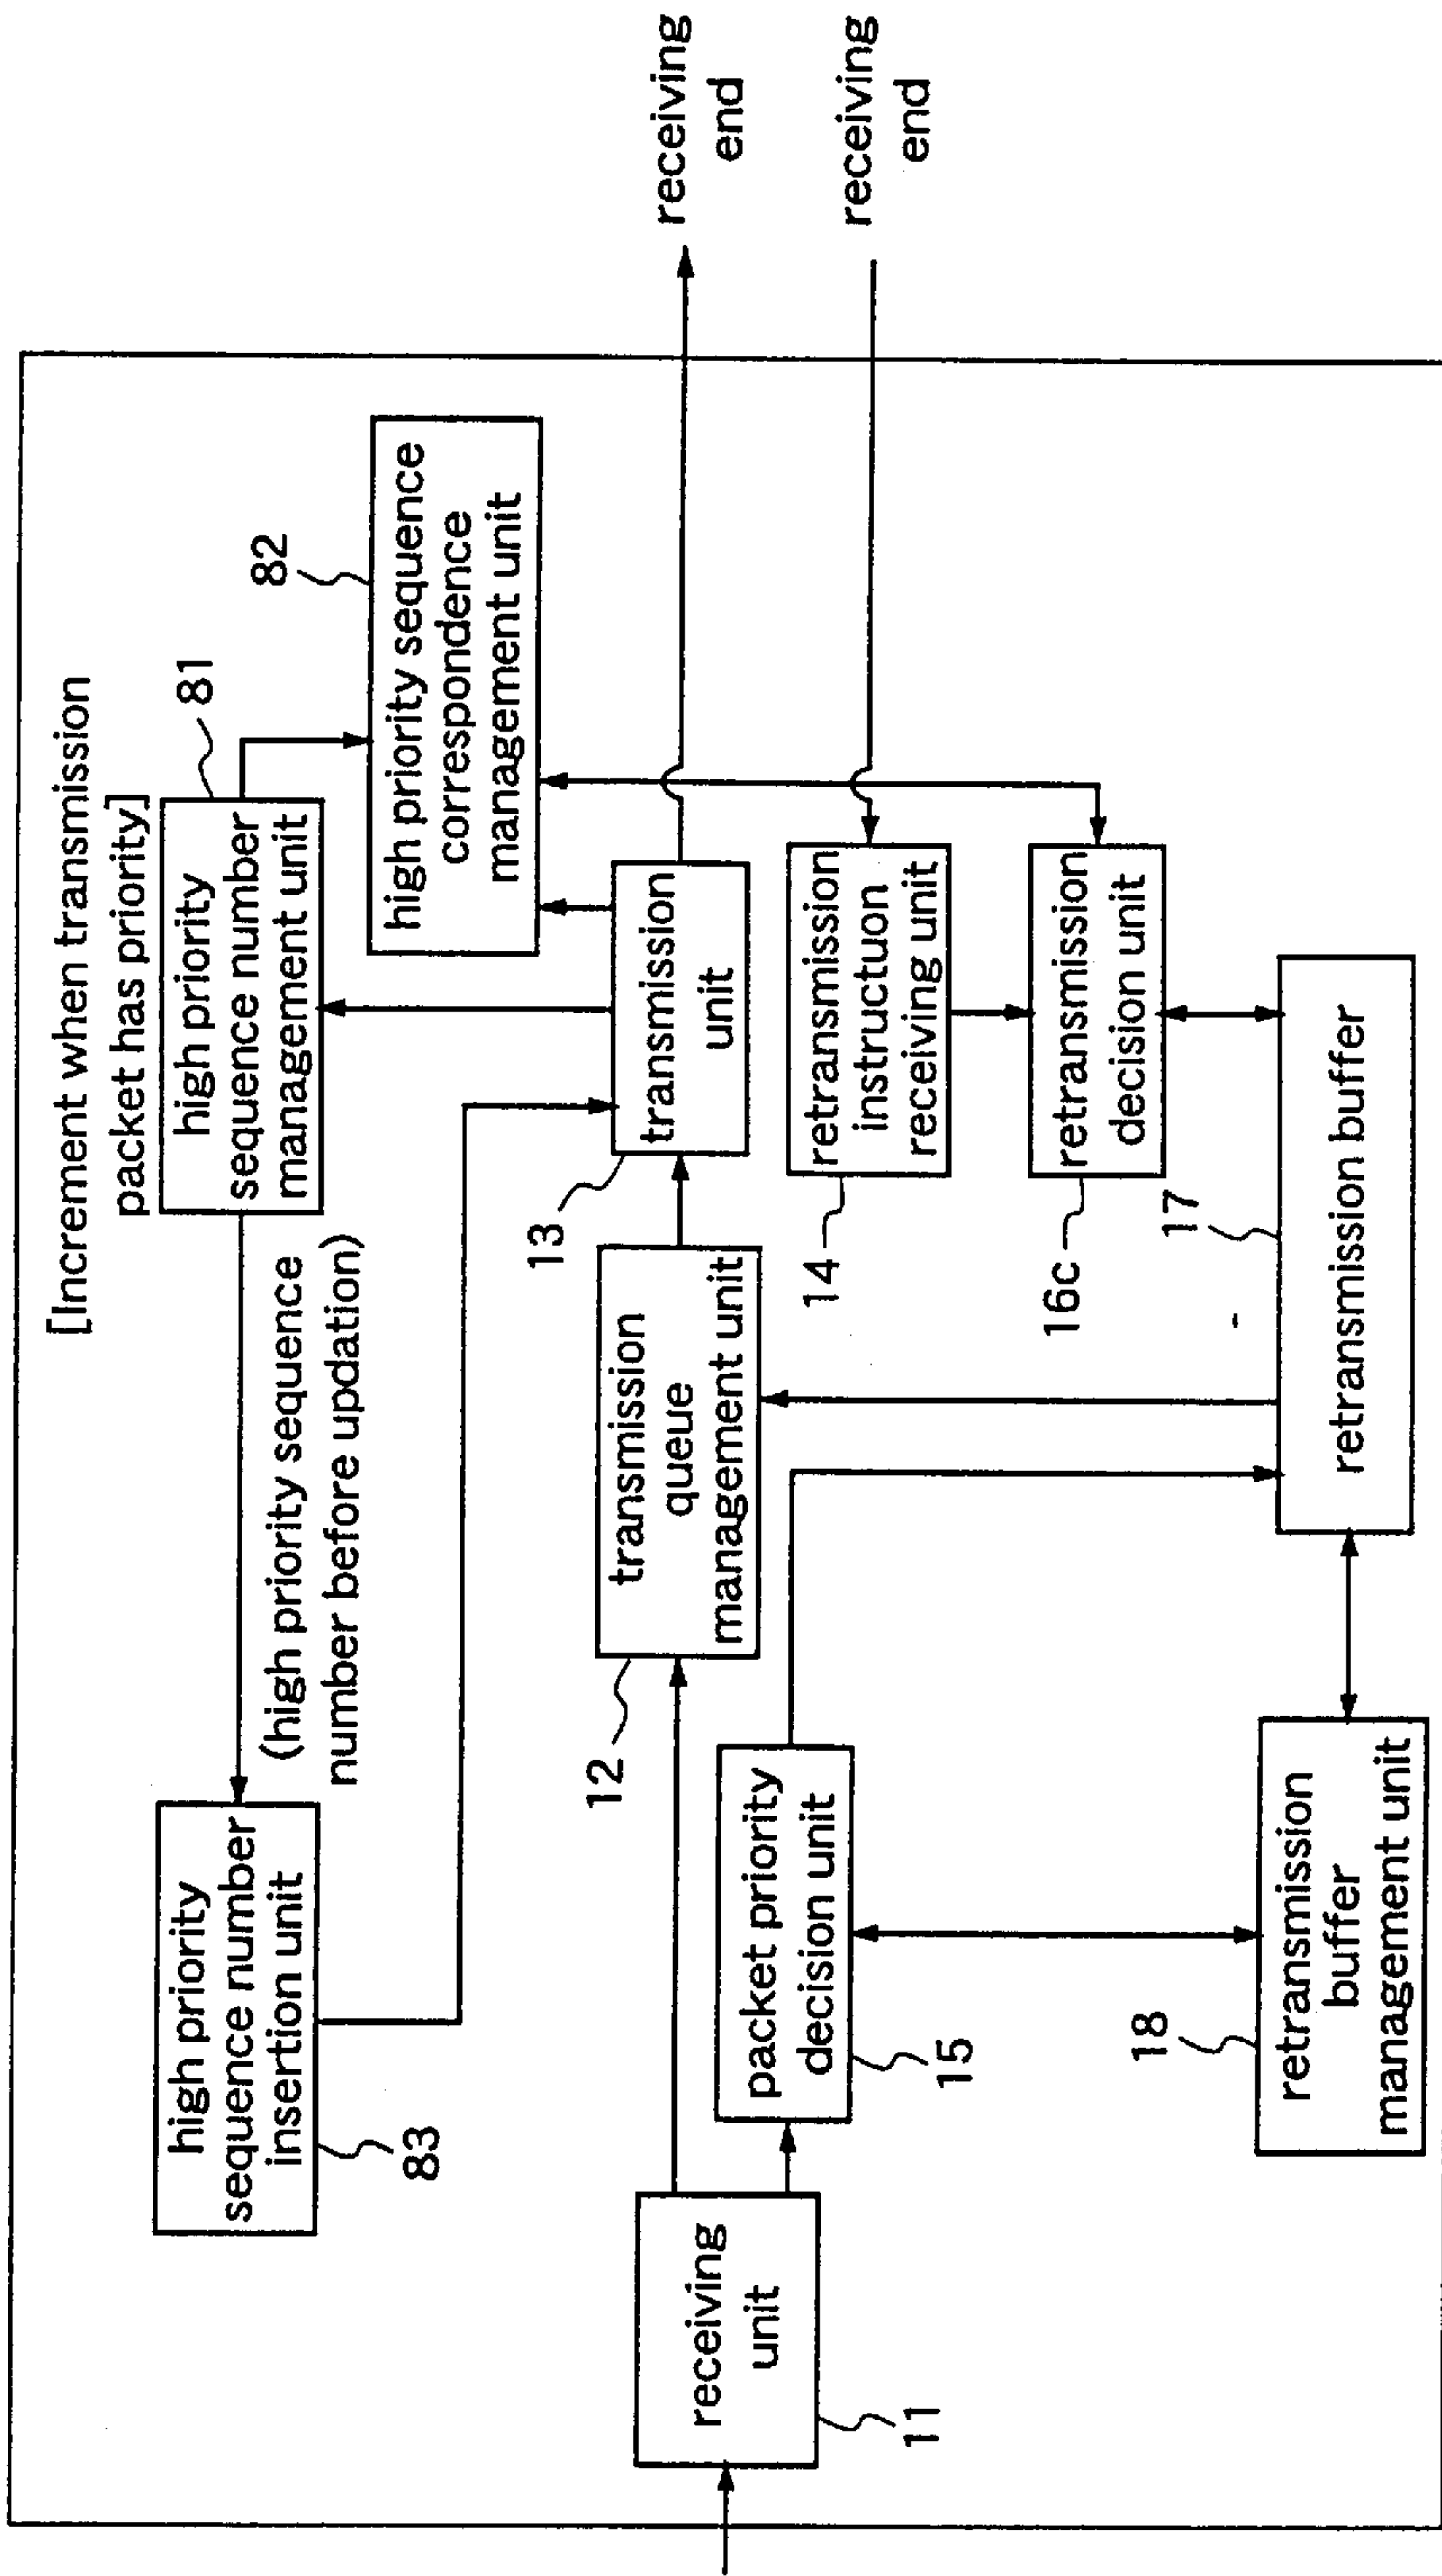 [Increment when transmission
packet has priority]
high priority
sequence number
insertion unit
83
(high priority sequence
number before updation)
high priority
sequence number
management unit
81
82
high priority sequence
correspondence
management unit
receiving
unit
11
12
transmission
queue
management unit
13
transmission
unit
receiving
end
receiving
end
packet priority
decision unit
15
14
retransmission
instructuon
receiving unit
16c
retransmission
decision unit
18
retransmission
buffer
management unit
17
retransmission buffer